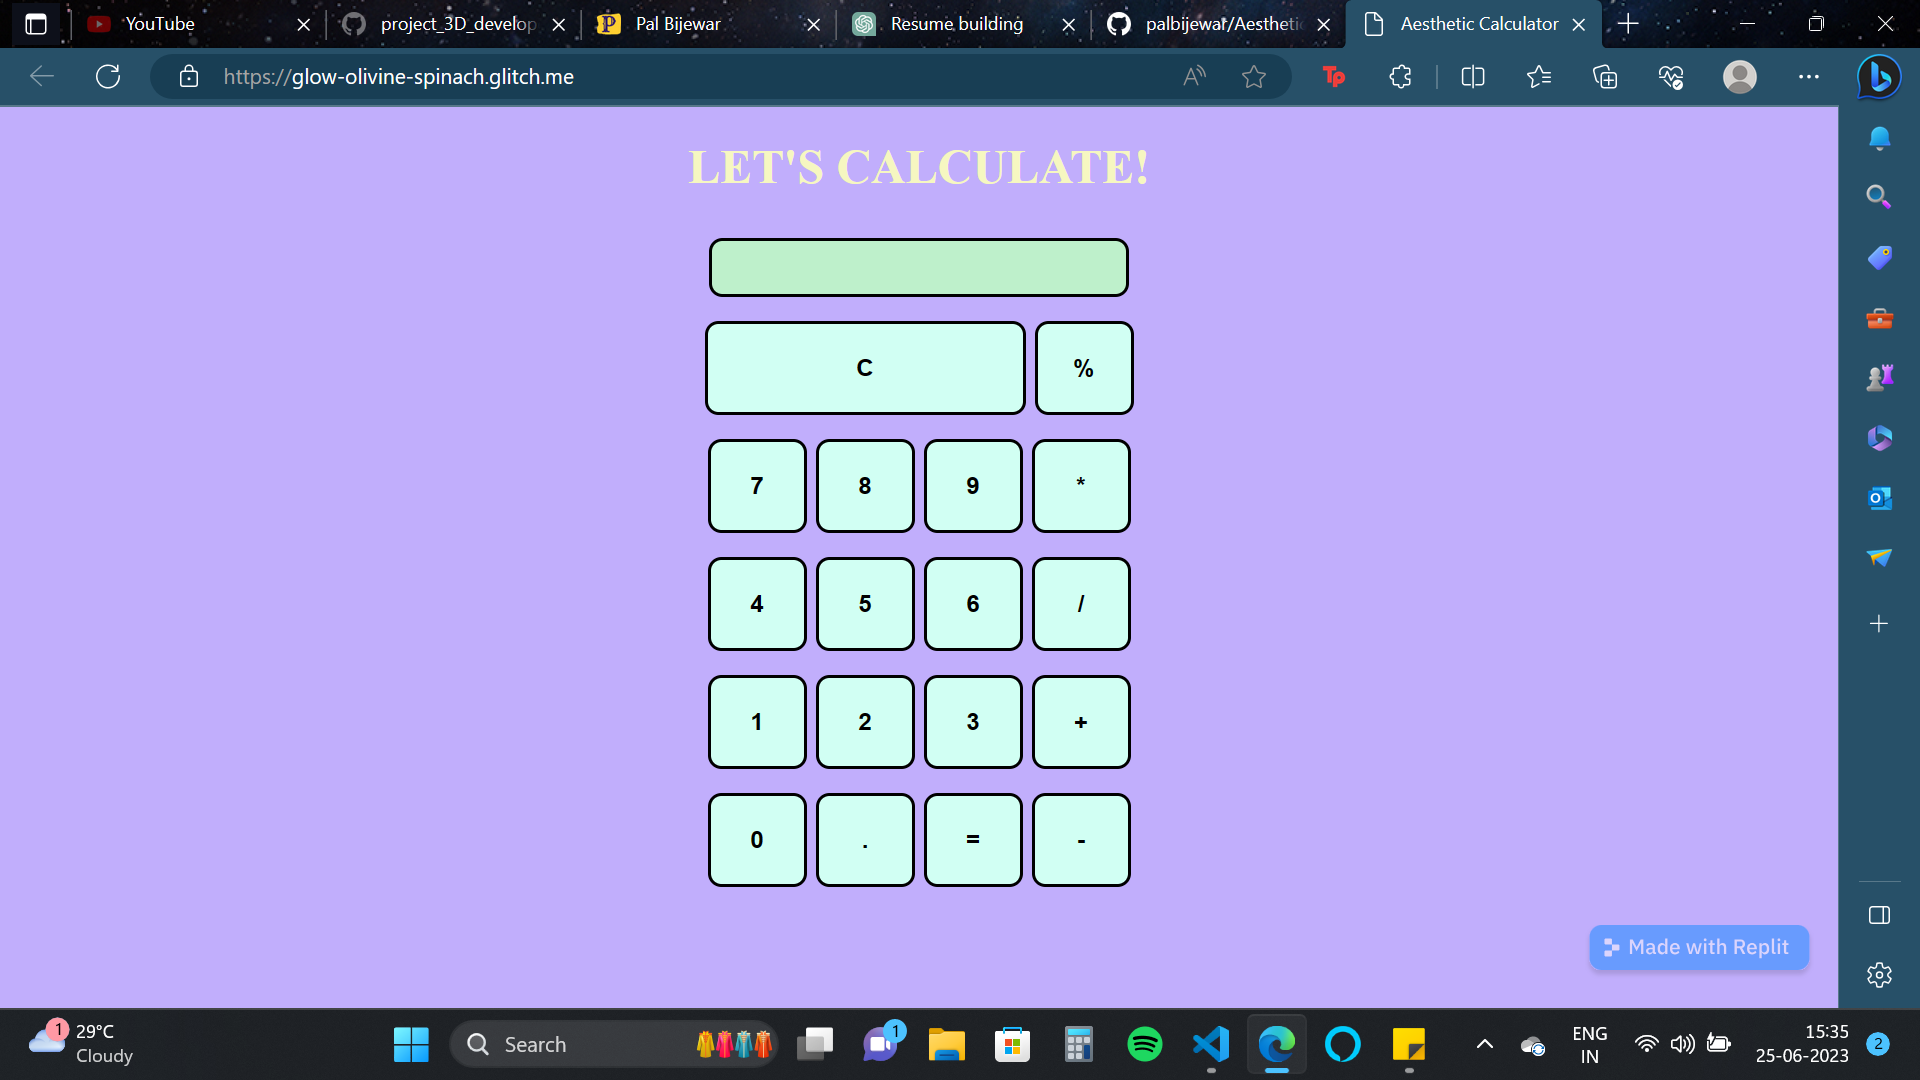 YouTube
project_3D_develop
Pal Bijewar
Resume building
palbijewar/Aesthetic
Aesthetic Calculator
https://glow-olivine-spinach.glitch.me
LET'S CALCULATE!
C %
7 8 9 *
4 5 6 /
1 2 3 +
0 . = -
Made with Replit
1
29°C
Cloudy
Search
1
ENG
IN
15:35
25-06-2023
2